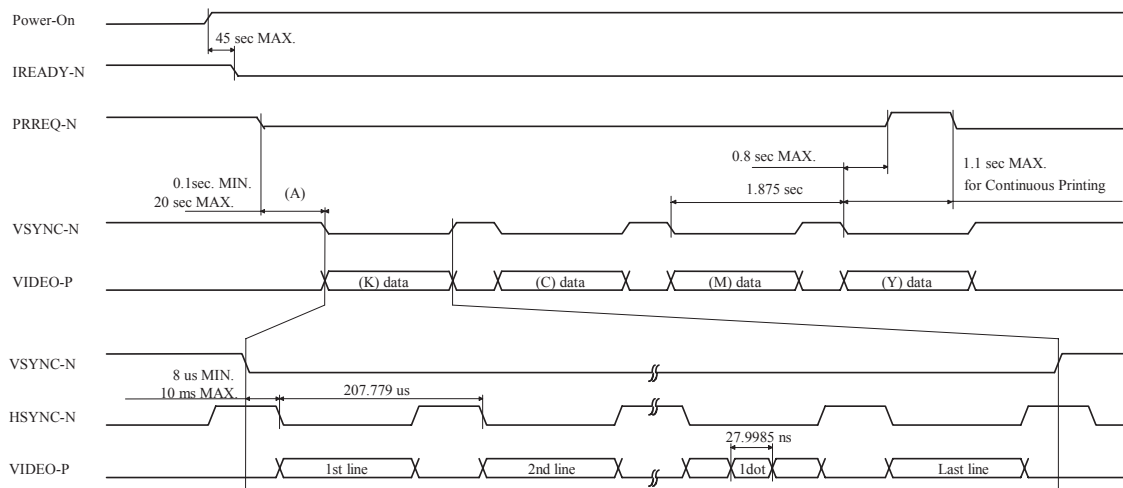 Power-On
45 sec MAX.
IREADY-N
PRREQ-N
0.8 sec MAX.
1.1 sec MAX.
for Continuous Printing
0.1sec. MIN.
20 sec MAX.
(A)
1.875 sec
VSYNC-N
VIDEO-P
(K) data
(C) data
(M) data
(Y) data
VSYNC-N
8 us MIN.
10 ms MAX.
207.779 us
HSYNC-N
27.9985 ns
VIDEO-P
1st line
2nd line
1dot
Last line